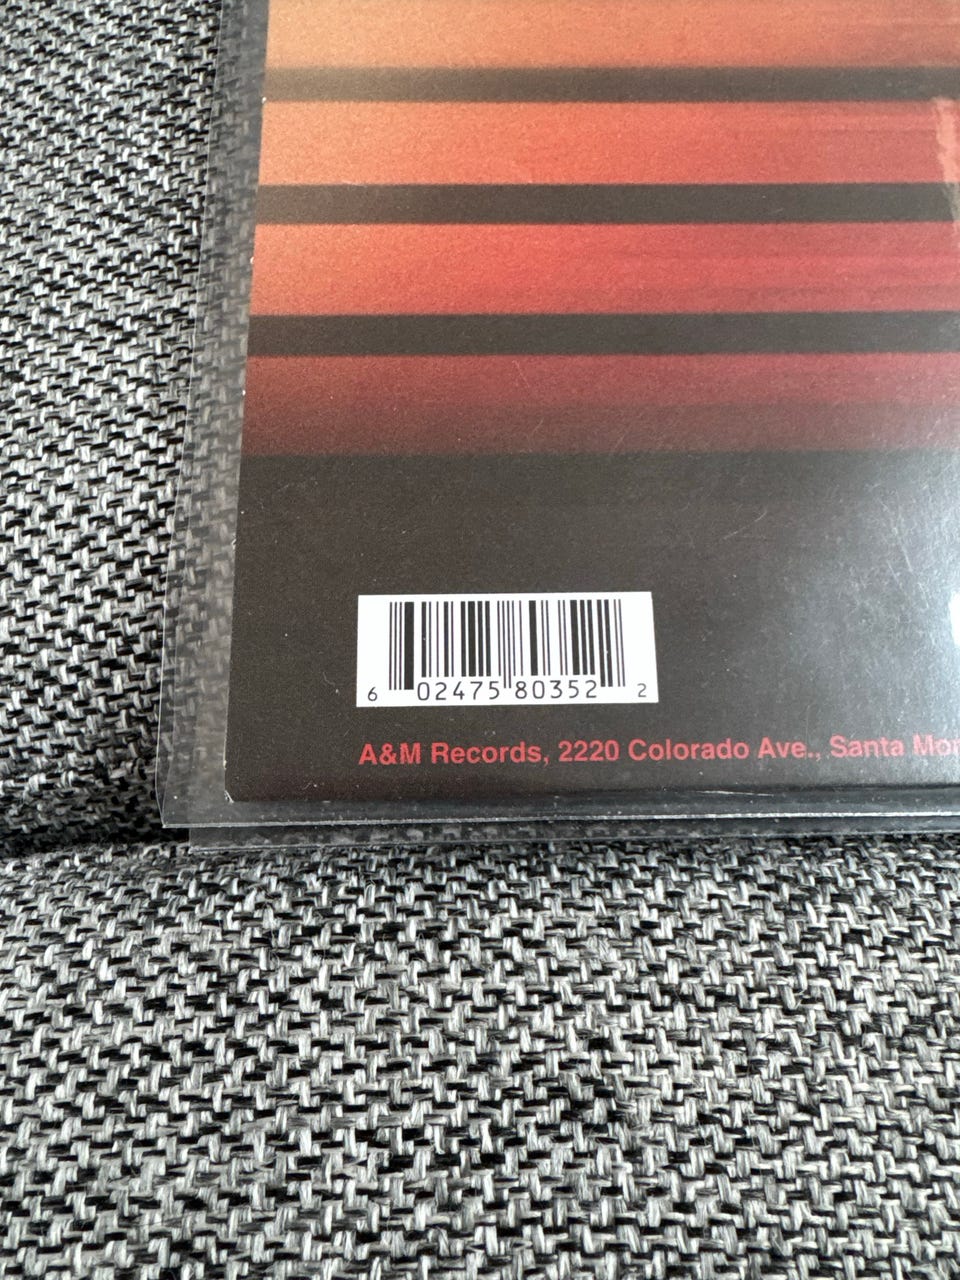 6 02475 80352 2
A&M Records, 2220 Colorado Ave., Santa